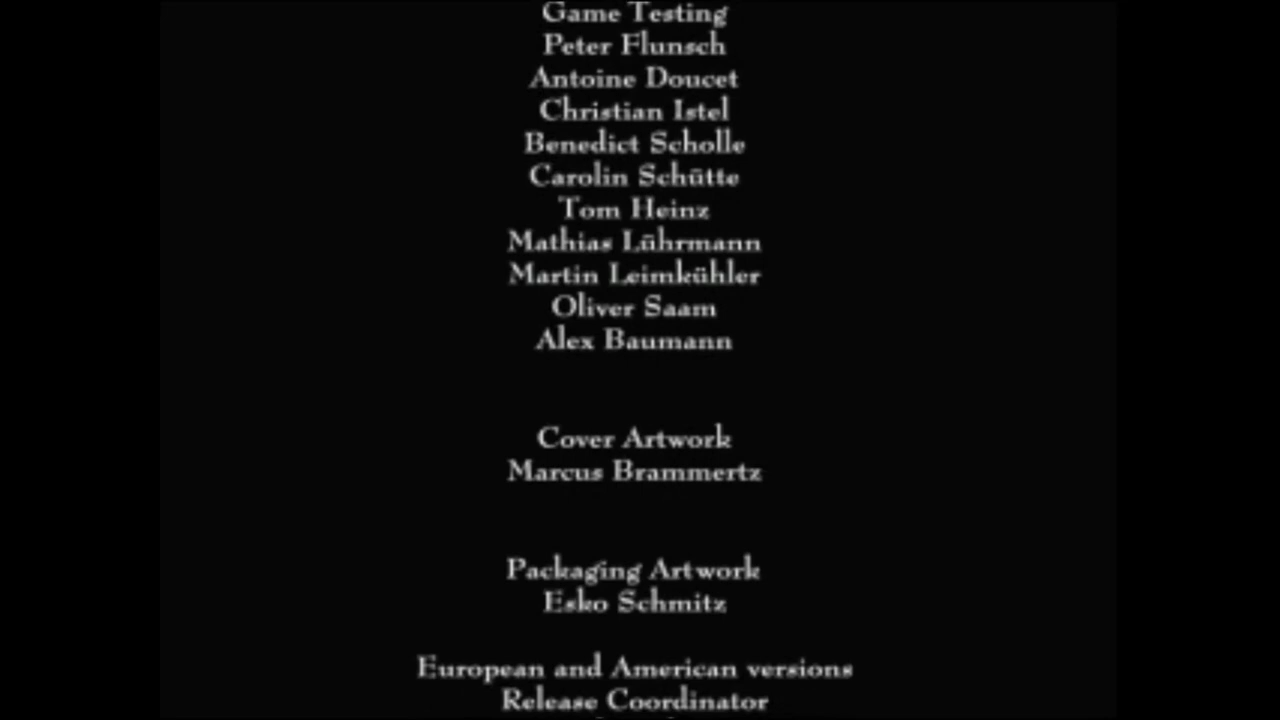 Game Testing
Peter Flunsch
Antoine Doucet
Christian Istel
Benedict Scholle
Carolin Schütte
Tom Heinz
Mathias Lührmann
Martin Leimkühler
Oliver Saam
Alex Baumann
Cover Artwork
Marcus Brammertz
Packaging Artwork
Esko Schmitz
European and American versions
Release Coordinator